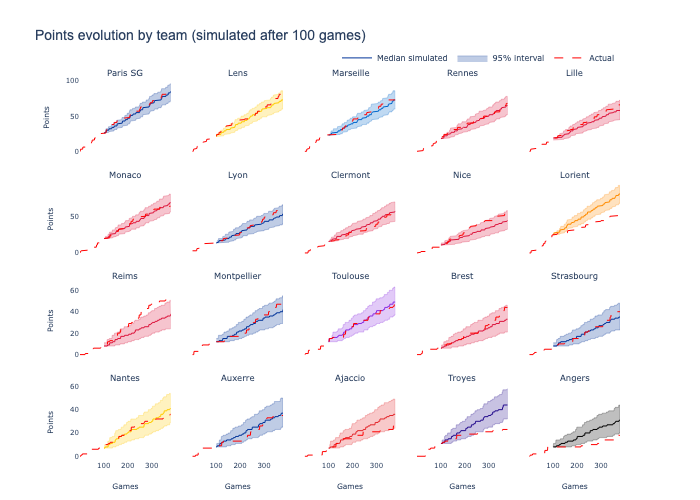 Points evolution by team (simulated after 100 games)
Median simulated 95% interval Actual
Paris SG Lens Marseille Rennes Lille
100
50
0
Points
Monaco Lyon Clermont Nice Lorient
50
0
Points
Reims Montpellier Toulouse Brest Strasbourg
60
40
20
0
Points
Nantes Auxerre Ajaccio Troyes Angers
60
40
20
0
Points
100 200 300 100 200 300 100 200 300 100 200 300 100 200 300
Games Games Games Games Games